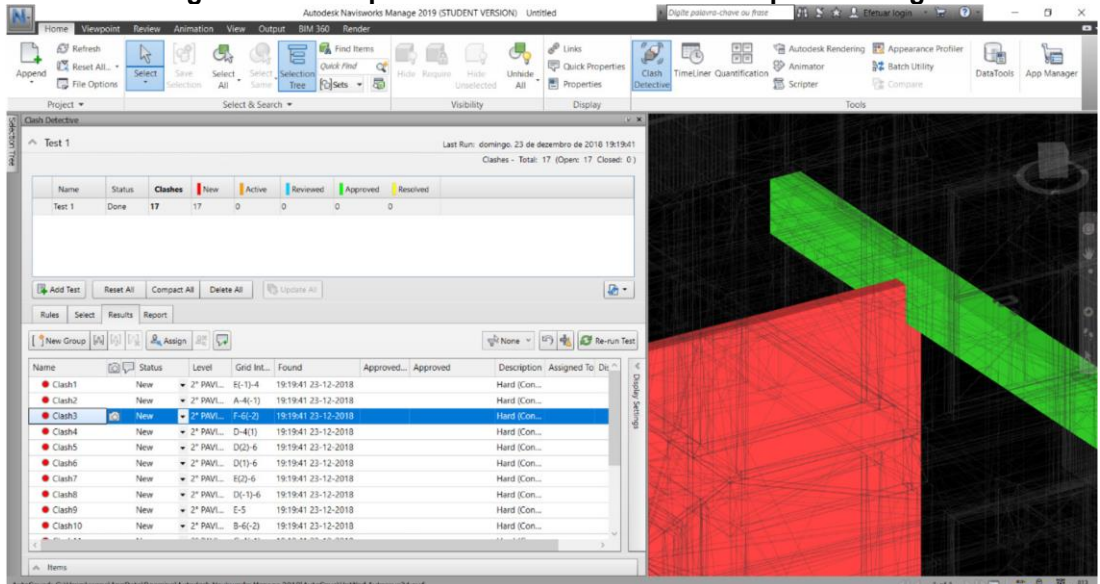 Autodesk Navisworks Manage 2019 (STUDENT VERSION) Untitled
Digite palavra-chave ou frase
Efetuar login
Home Viewpoint Review Animation View Output BIM 360 Render
Append
Refresh
Reset All...
File Options
Project
Select
Save Selection
Select All
Select Same
Selection Tree
Find Items
Quick Find
Sets
Select & Search
Hide
Require
Hide Unselected
Unhide All
Visibility
Links
Quick Properties
Properties
Display
Clash Detective
TimeLiner
Quantification
Autodesk Rendering
Animator
Scripter
Appearance Profiler
Batch Utility
Compare
DataTools
App Manager
Tools
Selection Tree
Clash Detective
Test 1
Last Run: domingo, 23 de dezembro de 2018 19:19:41
Clashes - Total: 17 (Open: 17 Closed: 0)
Name Status Clashes New Active Reviewed Approved Resolved
Test 1 Done 17 17 0 0 0 0
Add Test Reset All Compact All Delete All Update All
Rules Select Results Report
New Group Assign None Re-run Test
Name Status Level Grid Int... Found Approved... Approved Description Assigned To
Clash1 New 2° PAVI... E(-1)-4 19:19:41 23-12-2018 Hard (Con...
Clash2 New 2° PAVI... A-4(-1) 19:19:41 23-12-2018 Hard (Con...
Clash3 New 2° PAVI... F-6(-2) 19:19:41 23-12-2018 Hard (Con...
Clash4 New 2° PAVI... D-4(1) 19:19:41 23-12-2018 Hard (Con...
Clash5 New 2° PAVI... D(2)-6 19:19:41 23-12-2018 Hard (Con...
Clash6 New 2° PAVI... D(1)-6 19:19:41 23-12-2018 Hard (Con...
Clash7 New 2° PAVI... E(2)-6 19:19:41 23-12-2018 Hard (Con...
Clash8 New 2° PAVI... D(-1)-6 19:19:41 23-12-2018 Hard (Con...
Clash9 New 2° PAVI... E-5 19:19:41 23-12-2018 Hard (Con...
Clash10 New 2° PAVI... B-6(-2) 19:19:41 23-12-2018 Hard (Con...
Display Settings
Items